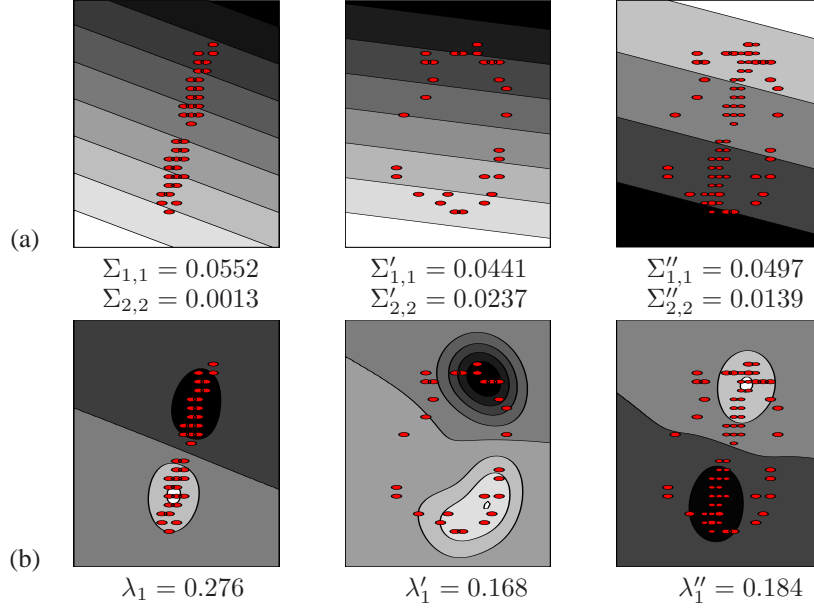 (a)
Σ₁,₁ = 0.0552 Σ′₁,₁ = 0.0441 Σ″₁,₁ = 0.0497
Σ₂,₂ = 0.0013 Σ′₂,₂ = 0.0237 Σ″₂,₂ = 0.0139
(b)
λ₁ = 0.276 λ′₁ = 0.168 λ″₁ = 0.184